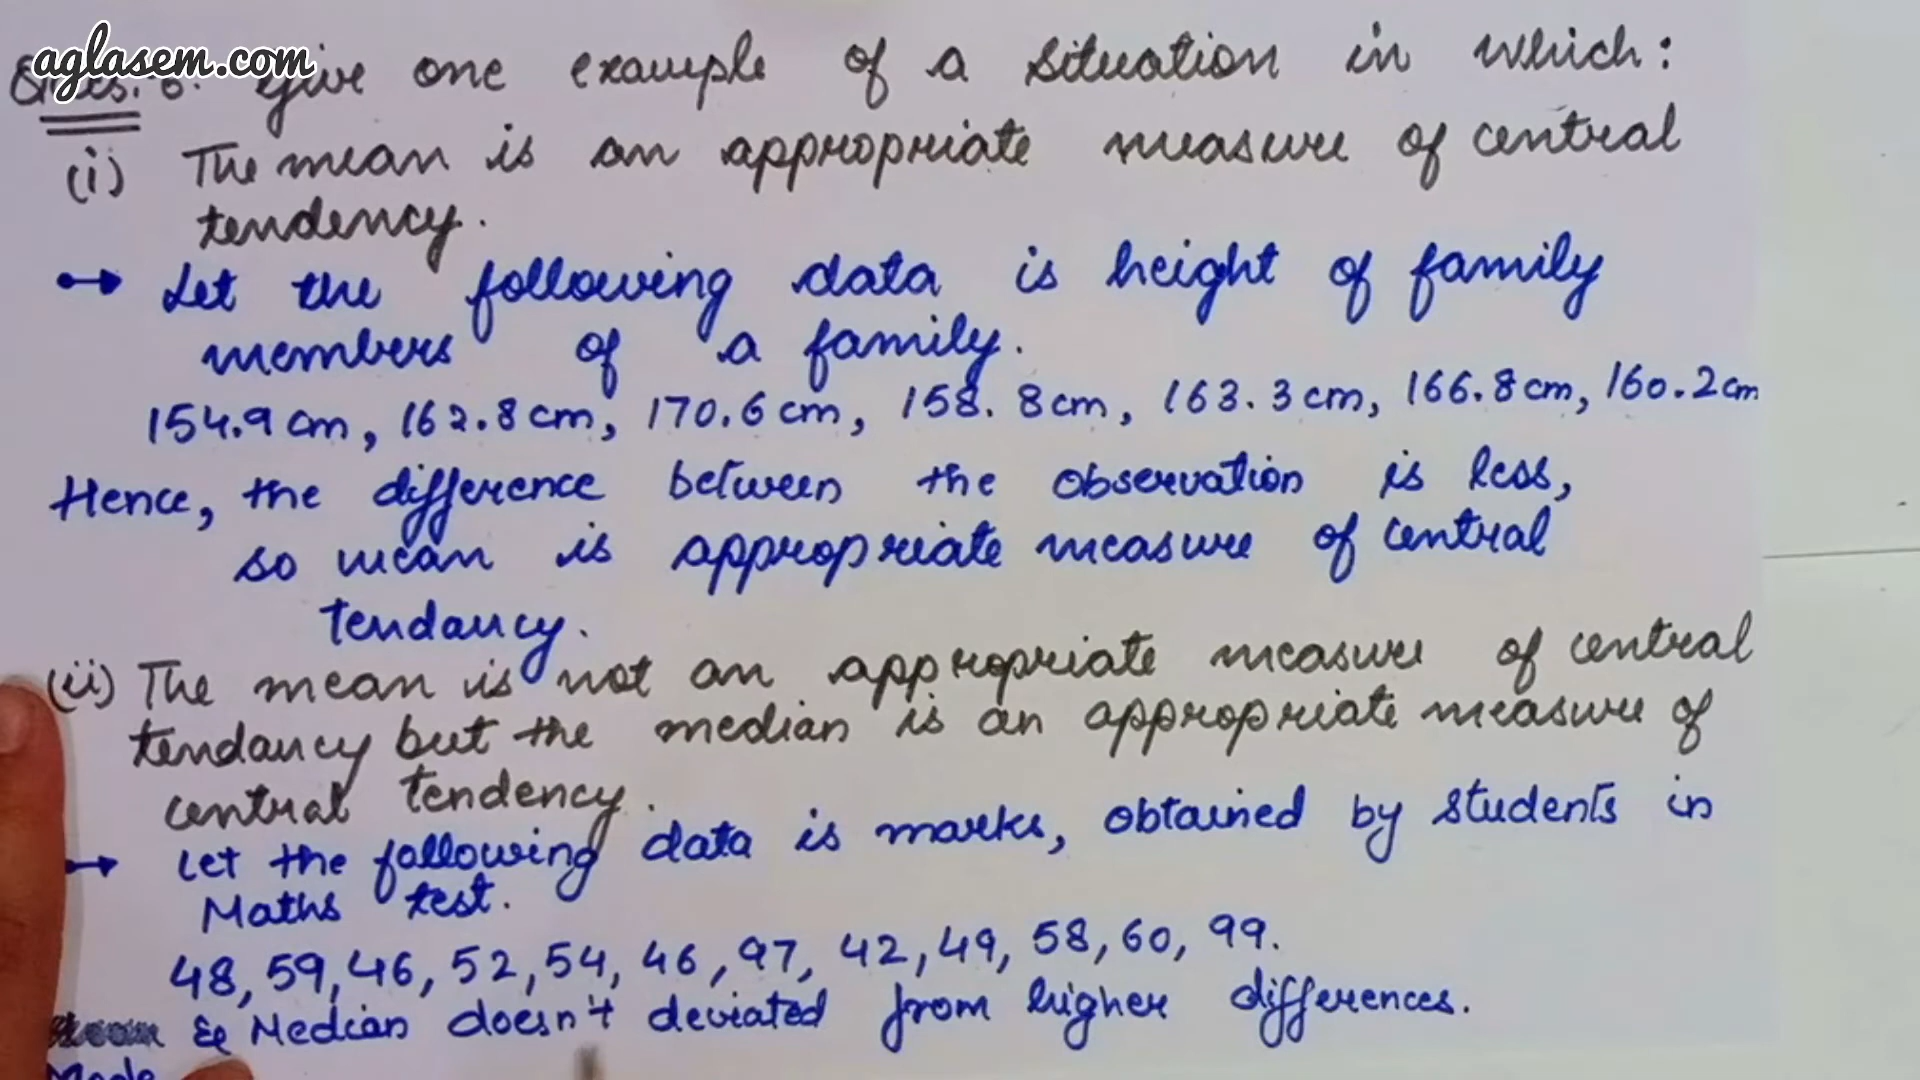 aglasem.com
Ques. 6. Give one example of a situation in which:
(i) The mean is an appropriate measure of central
tendency.
Let the following data is height of family
members of a family.
154.9 cm, 162.8 cm, 170.6 cm, 158.8 cm, 163.3 cm, 166.8 cm, 160.2 cm
Hence, the difference between the observation is less,
so mean is appropriate measure of central
tendancy.
(ii) The mean is not an appropriate measure of central
tendancy but the median is an appropriate measure of
central tendency.
Let the following data is marks, obtained by students in
Maths test.
48, 59, 46, 52, 54, 46, 97, 42, 49, 58, 60, 99.
& Median doesn't deviated from higher differences.
Mode